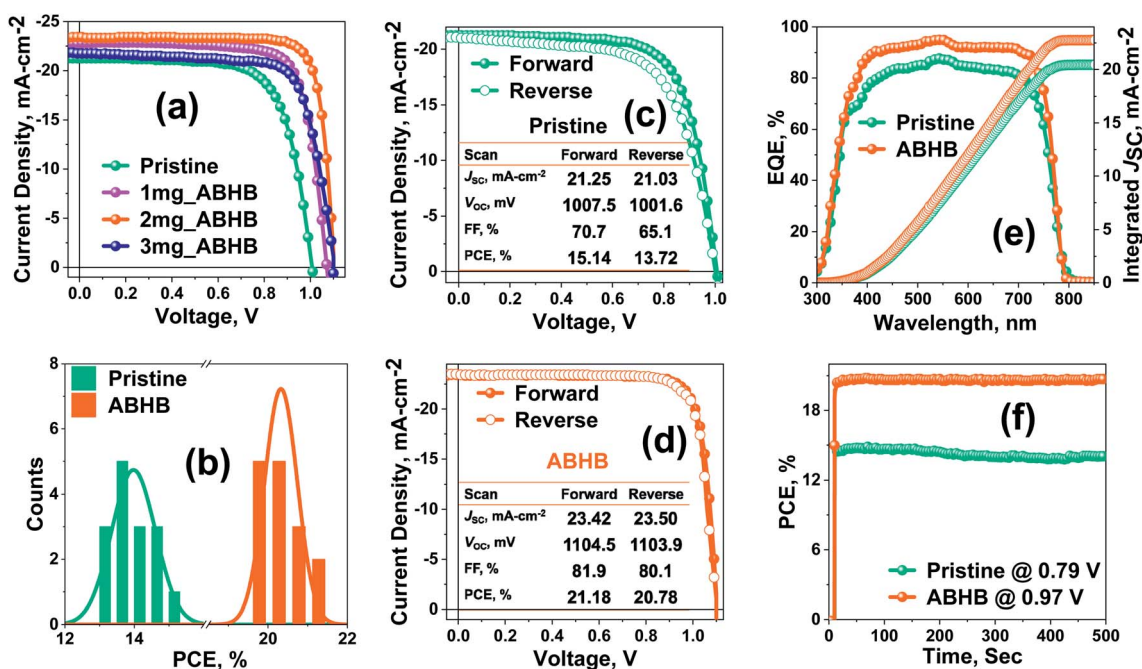 (a)
Current Density, mA-cm-2
-25
-20
-15
-10
-5
0
Pristine
1mg_ABHB
2mg_ABHB
3mg_ABHB
0.0 0.2 0.4 0.6 0.8 1.0
Voltage, V
(c)
Current Density, mA-cm-2
-20
-15
-10
-5
0
Forward
Reverse
Pristine
Scan Forward Reverse
JSC, mA-cm-2 21.25 21.03
VOC, mV 1007.5 1001.6
FF, % 70.7 65.1
PCE, % 15.14 13.72
0.0 0.2 0.4 0.6 0.8 1.0
Voltage, V
(e)
EQE, %
100
80
60
40
20
0
Pristine
ABHB
Integrated JSC, mA-cm-2
20
15
10
5
0
300 400 500 600 700 800
Wavelength, nm
(b)
Counts
8
6
4
2
0
Pristine
ABHB
12 14 20 22
PCE, %
(d)
Current Density, mA-cm-2
-20
-15
-10
-5
0
Forward
Reverse
ABHB
Scan Forward Reverse
JSC, mA-cm-2 23.42 23.50
VOC, mV 1104.5 1103.9
FF, % 81.9 80.1
PCE, % 21.18 20.78
0.0 0.2 0.4 0.6 0.8 1.0
Voltage, V
(f)
PCE, %
18
12
6
0
Pristine @ 0.79 V
ABHB @ 0.97 V
0 100 200 300 400 500
Time, Sec